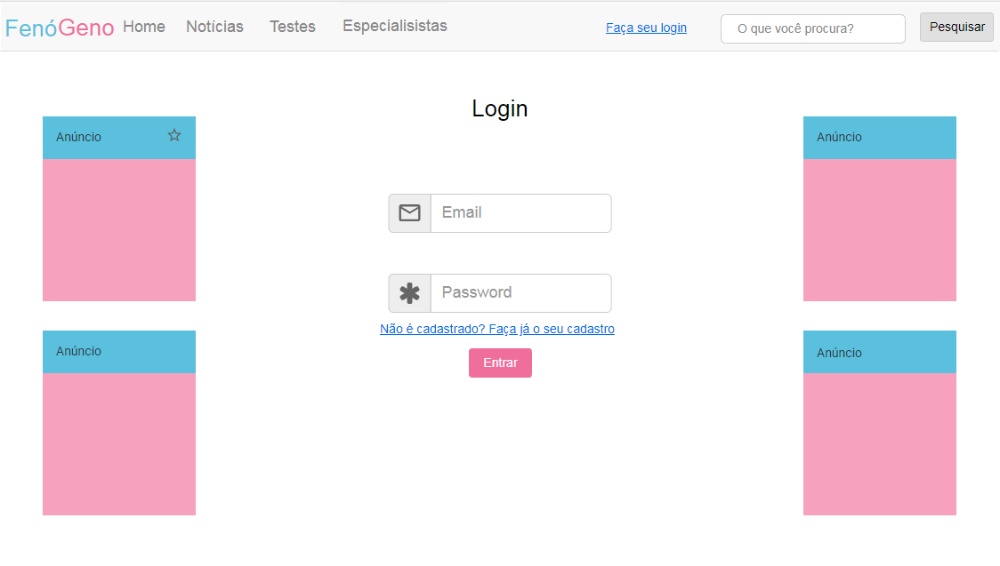 FenóGeno Home Notícias Testes Especialisistas Faça seu login O que você procura? Pesquisar
Login
Anúncio
Anúncio
Email
Password
Não é cadastrado? Faça já o seu cadastro
Anúncio
Anúncio
Entrar